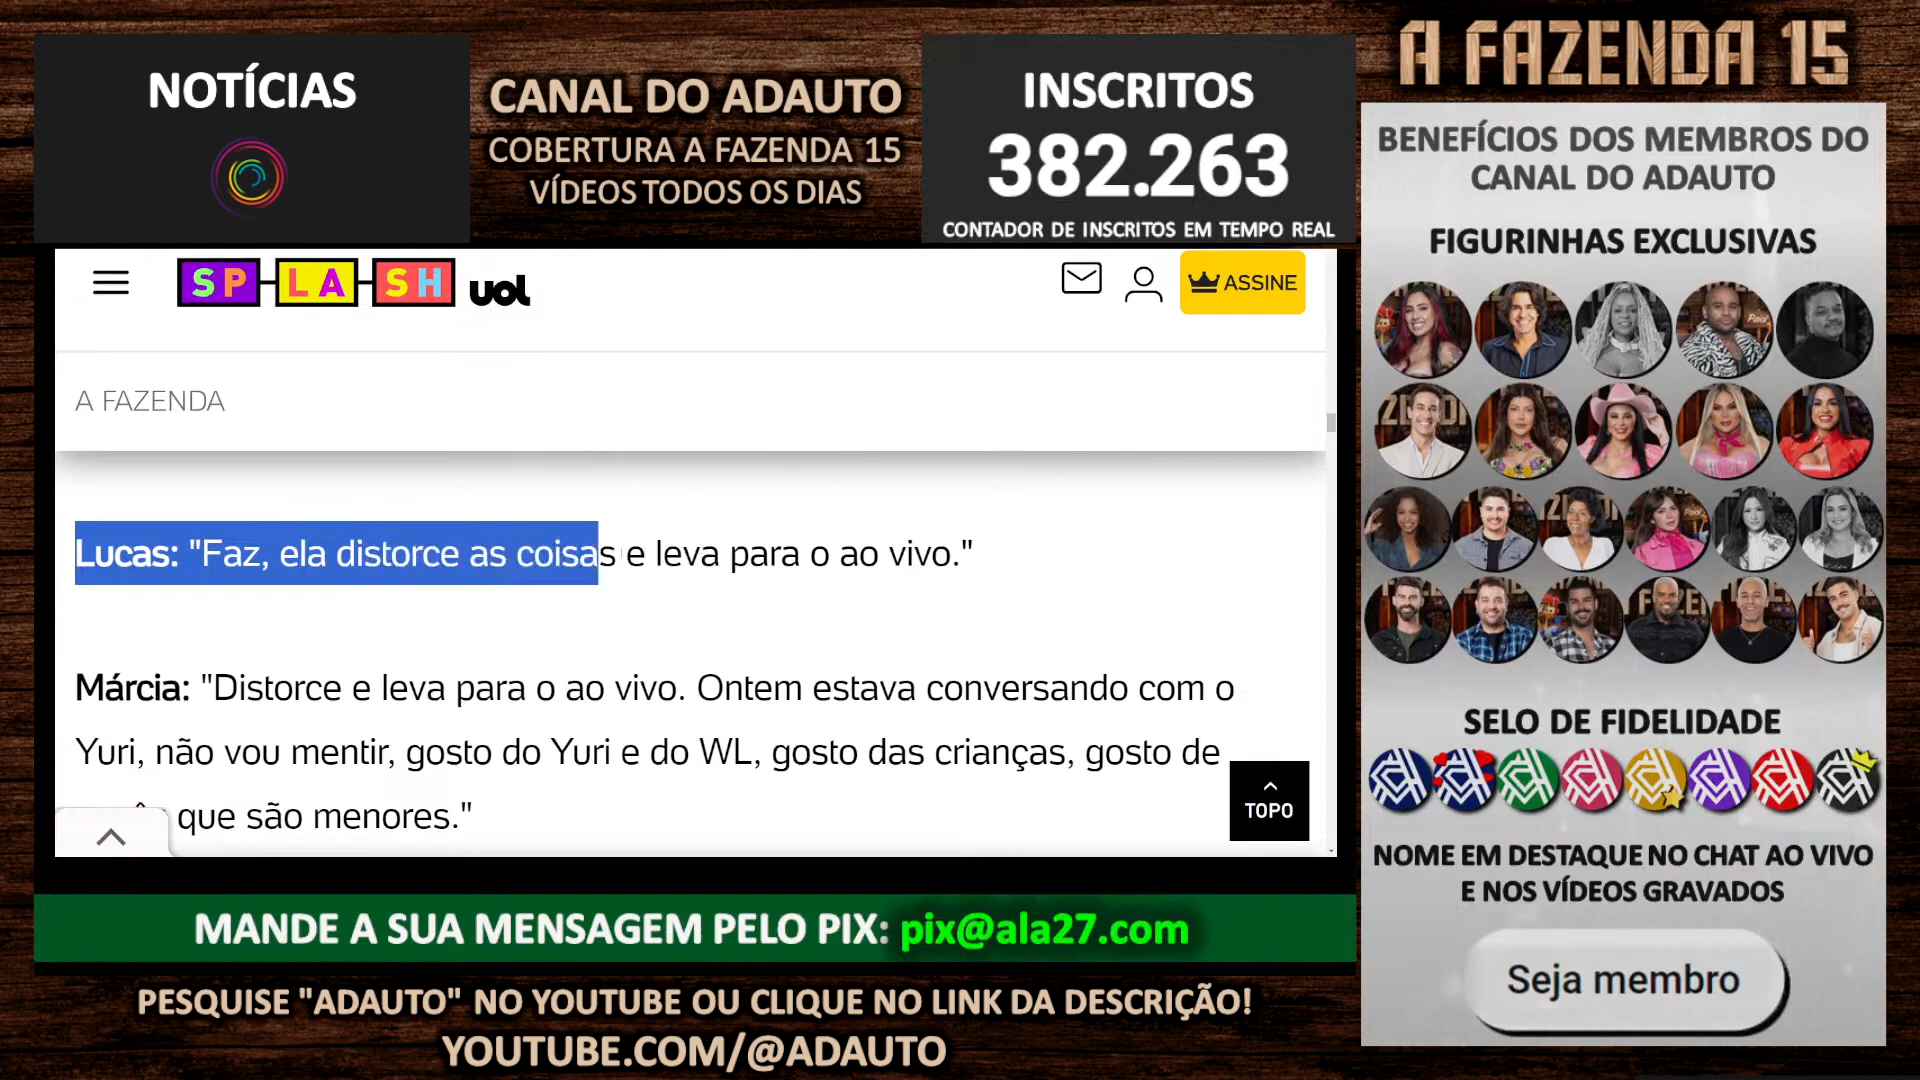 NOTÍCIAS
CANAL DO ADAUTO
COBERTURA A FAZENDA 15
VÍDEOS TODOS OS DIAS
INSCRITOS
382.263
CONTADOR DE INSCRITOS EM TEMPO REAL
A FAZENDA 15
BENEFÍCIOS DOS MEMBROS DO
CANAL DO ADAUTO
FIGURINHAS EXCLUSIVAS
SELO DE FIDELIDADE
NOME EM DESTAQUE NO CHAT AO VIVO
E NOS VÍDEOS GRAVADOS
Seja membro
SPLASH uol
ASSINE
A FAZENDA
Lucas: "Faz, ela distorce as coisas e leva para o ao vivo."
Márcia: "Distorce e leva para o ao vivo. Ontem estava conversando com o
Yuri, não vou mentir, gosto do Yuri e do WL, gosto das crianças, gosto de
que são menores."
TOPO
MANDE A SUA MENSAGEM PELO PIX: pix@ala27.com
PESQUISE "ADAUTO" NO YOUTUBE OU CLIQUE NO LINK DA DESCRIÇÃO!
YOUTUBE.COM/@ADAUTO